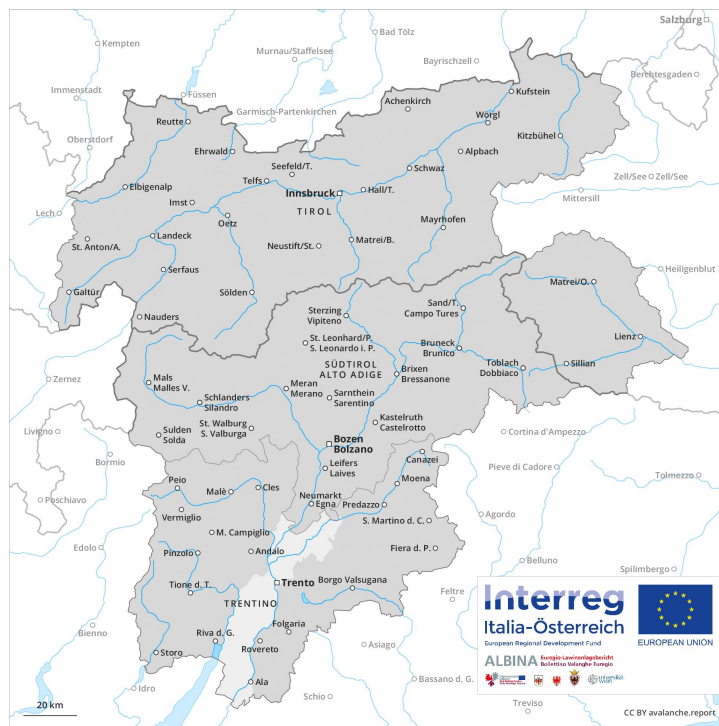 Salzburg
Bad Tölz
Kempten
Murnau/Staffelsee
Bayrischzell
Berchtesgaden
Immenstadt
Füssen
Garmisch-Partenkirchen
Achenkirch
Kufstein
Reutte
Wörgl
Oberstdorf
Kitzbühel
Ehrwald
Alpbach
Seefeld/T.
Schwaz
Zell/See
Zell/See
Telfs
Elbigenalp
Innsbruck
Hall/T.
Mittersill
Imst
TIROL
Lech
Oetz
Mayrhofen
Landeck
Matrei/B.
St. Anton/A.
Neustift/St.
Serfaus
Heiligenblut
Matrei/O.
Galtür
Sölden
Sand/T.
Campo Tures
Nauders
Sterzing
Vipiteno
Lienz
St. Leonhard/P.
S. Leonardo i. P.
Bruneck
Brunico
SÜDTIROL
ALTO ADIGE
Toblach
Dobbiaco
Sillian
Brixen
Bressanone
Zernez
Mals
Malles V.
Meran
Merano
Schlanders
Silandro
Sarnthein
Sarentino
St. Walburg
S. Valburga
Kastelruth
Castelrotto
Livigno
Sulden
Solda
Cortina d'Ampezzo
Bozen
Bolzano
Bormio
Canazei
Pieve di Cadore
Leifers
Laives
Tolmezzo
Peio
Malè
Cles
Moena
Poschiavo
Neumarkt
Egna
Predazzo
Vermiglio
Agordo
S. Martino d. C.
M. Campiglio
Edolo
Pinzolo
Andalo
Fiera d. P.
Belluno
Spilimbergo
Trento
Borgo Valsugana
Tione d. T.
Feltre
TRENTINO
Interreg
Italia-Österreich
European Regional Development Fund
EUROPEAN UNION
Bienno
Folgaria
Riva d. G.
Rovereto
Asiago
Storo
ALBINA
Euregio-Lawinenlagebericht
Bollettino Valanghe Euregio
Idro
Ala
Bassano d. G.
Schio
universität
wien
Treviso
20 km
CC BY avalanche.report